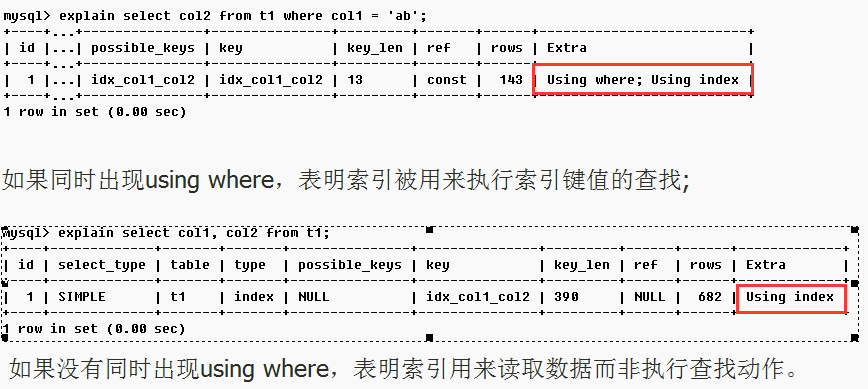 mysql> explain select col2 from t1 where col1 = 'ab';
+----+...+---------------+---------------+---------+-------+------+--------------------------+
| id |...| possible_keys | key           | key_len | ref   | rows | Extra                    |
+----+...+---------------+---------------+---------+-------+------+--------------------------+
|  1 |...| idx_col1_col2 | idx_col1_col2 | 13      | const |  143 | Using where; Using index |
+----+...+---------------+---------------+---------+-------+------+--------------------------+
1 row in set (0.00 sec)
如果同时出现using where，表明索引被用来执行索引键值的查找;
mysql> explain select col1, col2 from t1;
+----+-------------+-------+-------+---------------+---------------+---------+------+------+-------------+
| id | select_type | table | type  | possible_keys | key           | key_len | ref  | rows | Extra       |
+----+-------------+-------+-------+---------------+---------------+---------+------+------+-------------+
|  1 | SIMPLE      | t1    | index | NULL          | idx_col1_col2 | 390     | NULL |  682 | Using index |
+----+-------------+-------+-------+---------------+---------------+---------+------+------+-------------+
1 row in set (0.00 sec)
如果没有同时出现using where，表明索引用来读取数据而非执行查找动作。